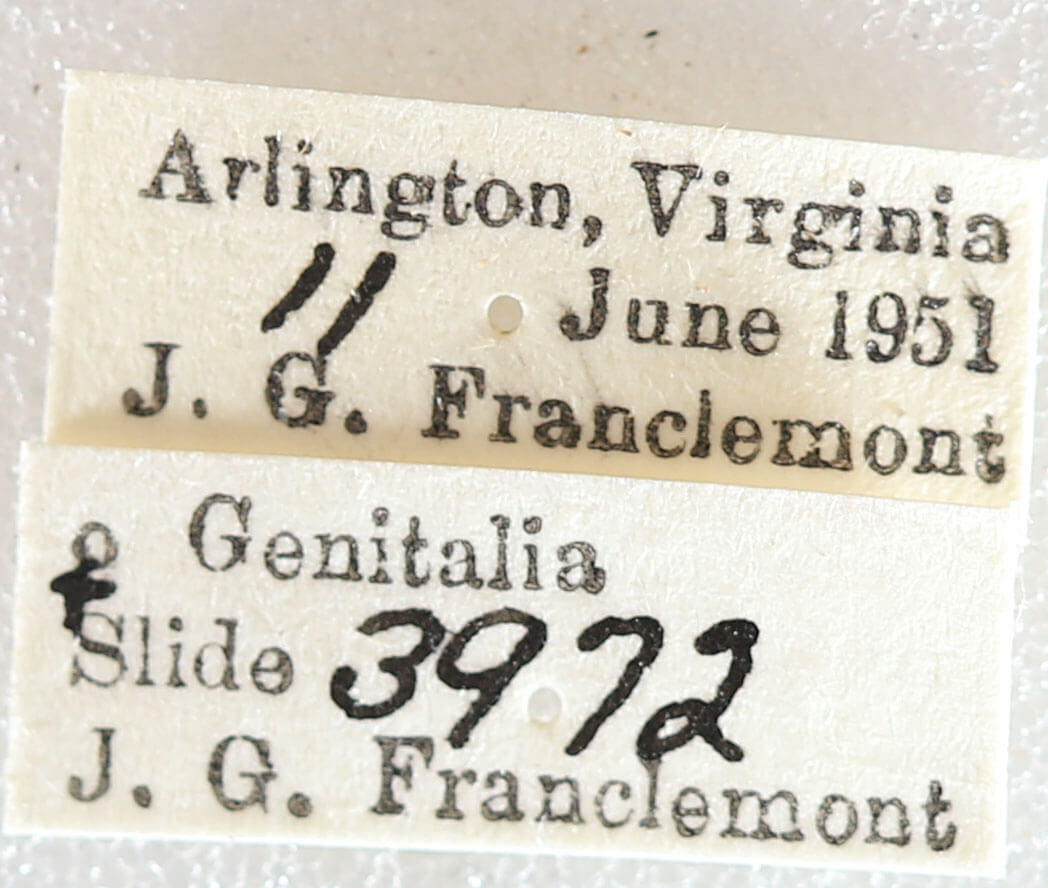 Arlington, Virginia
11 June 1951
J. G. Franclemont
♀ Genitalia
Slide 3972
J. G. Franclemont